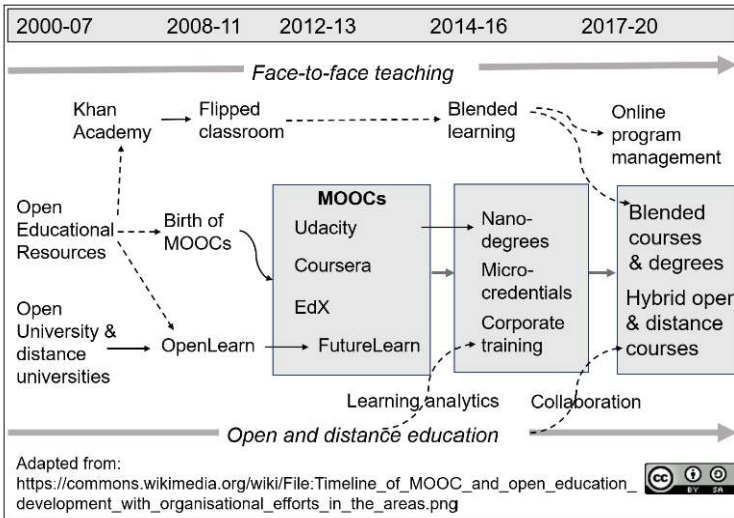 2000-07 2008-11 2012-13 2014-16 2017-20
Face-to-face teaching
Khan
Academy
Flipped
classroom
Blended
learning
Online
program
management
Open
Educational
Resources
Birth of
MOOCs
MOOCs
Udacity
Coursera
EdX
FutureLearn
Nano-
degrees
Micro-
credentials
Corporate
training
Blended
courses
& degrees
Hybrid open
& distance
courses
Open
University &
distance
universities
OpenLearn
Learning analytics
Collaboration
Open and distance education
Adapted from:
https://commons.wikimedia.org/wiki/File:Timeline_of_MOOC_and_open_education_
development_with_organisational_efforts_in_the_areas.png
cc
BY SA